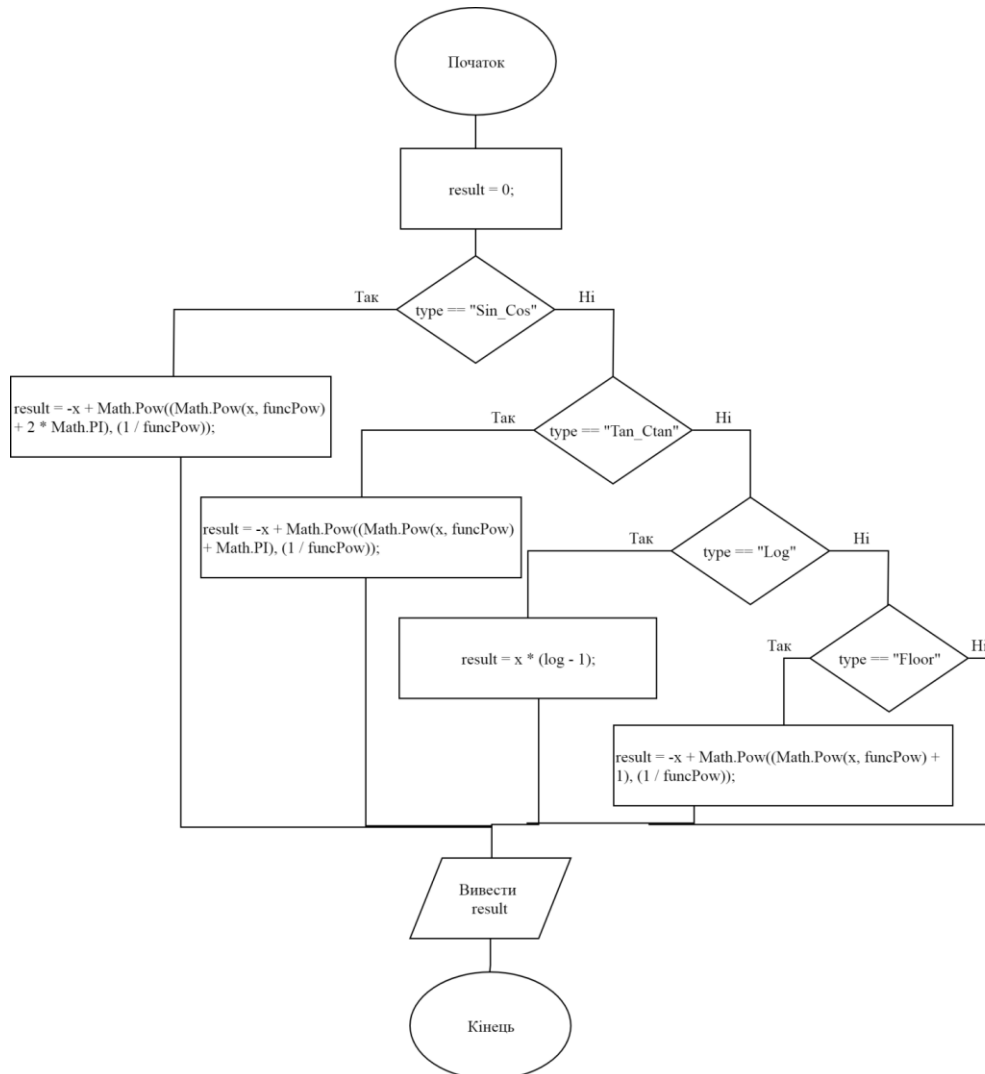 Початок
result = 0;
Так
Ні
type == "Sin_Cos"
result = -x + Math.Pow((Math.Pow(x, funcPow)
+ 2 * Math.PI), (1 / funcPow));
Так
Ні
type == "Tan_Ctan"
result = -x + Math.Pow((Math.Pow(x, funcPow)
+ Math.PI), (1 / funcPow));
Так
Ні
type == "Log"
result = x * (log - 1);
Так
Ні
type == "Floor"
result = -x + Math.Pow((Math.Pow(x, funcPow) +
1), (1 / funcPow));
Вивести
result
Кінець